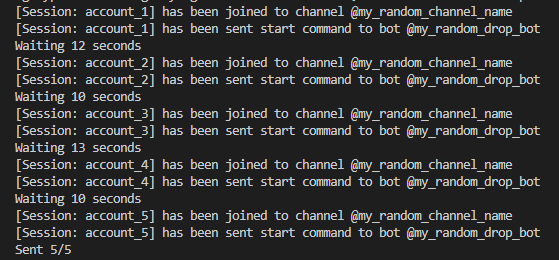 [Session: account_1] has been joined to channel @my_random_channel_name
[Session: account_1] has been sent start command to bot @my_random_drop_bot
Waiting 12 seconds
[Session: account_2] has been joined to channel @my_random_channel_name
[Session: account_2] has been sent start command to bot @my_random_drop_bot
Waiting 10 seconds
[Session: account_3] has been joined to channel @my_random_channel_name
[Session: account_3] has been sent start command to bot @my_random_drop_bot
Waiting 13 seconds
[Session: account_4] has been joined to channel @my_random_channel_name
[Session: account_4] has been sent start command to bot @my_random_drop_bot
Waiting 10 seconds
[Session: account_5] has been joined to channel @my_random_channel_name
[Session: account_5] has been sent start command to bot @my_random_drop_bot
Sent 5/5